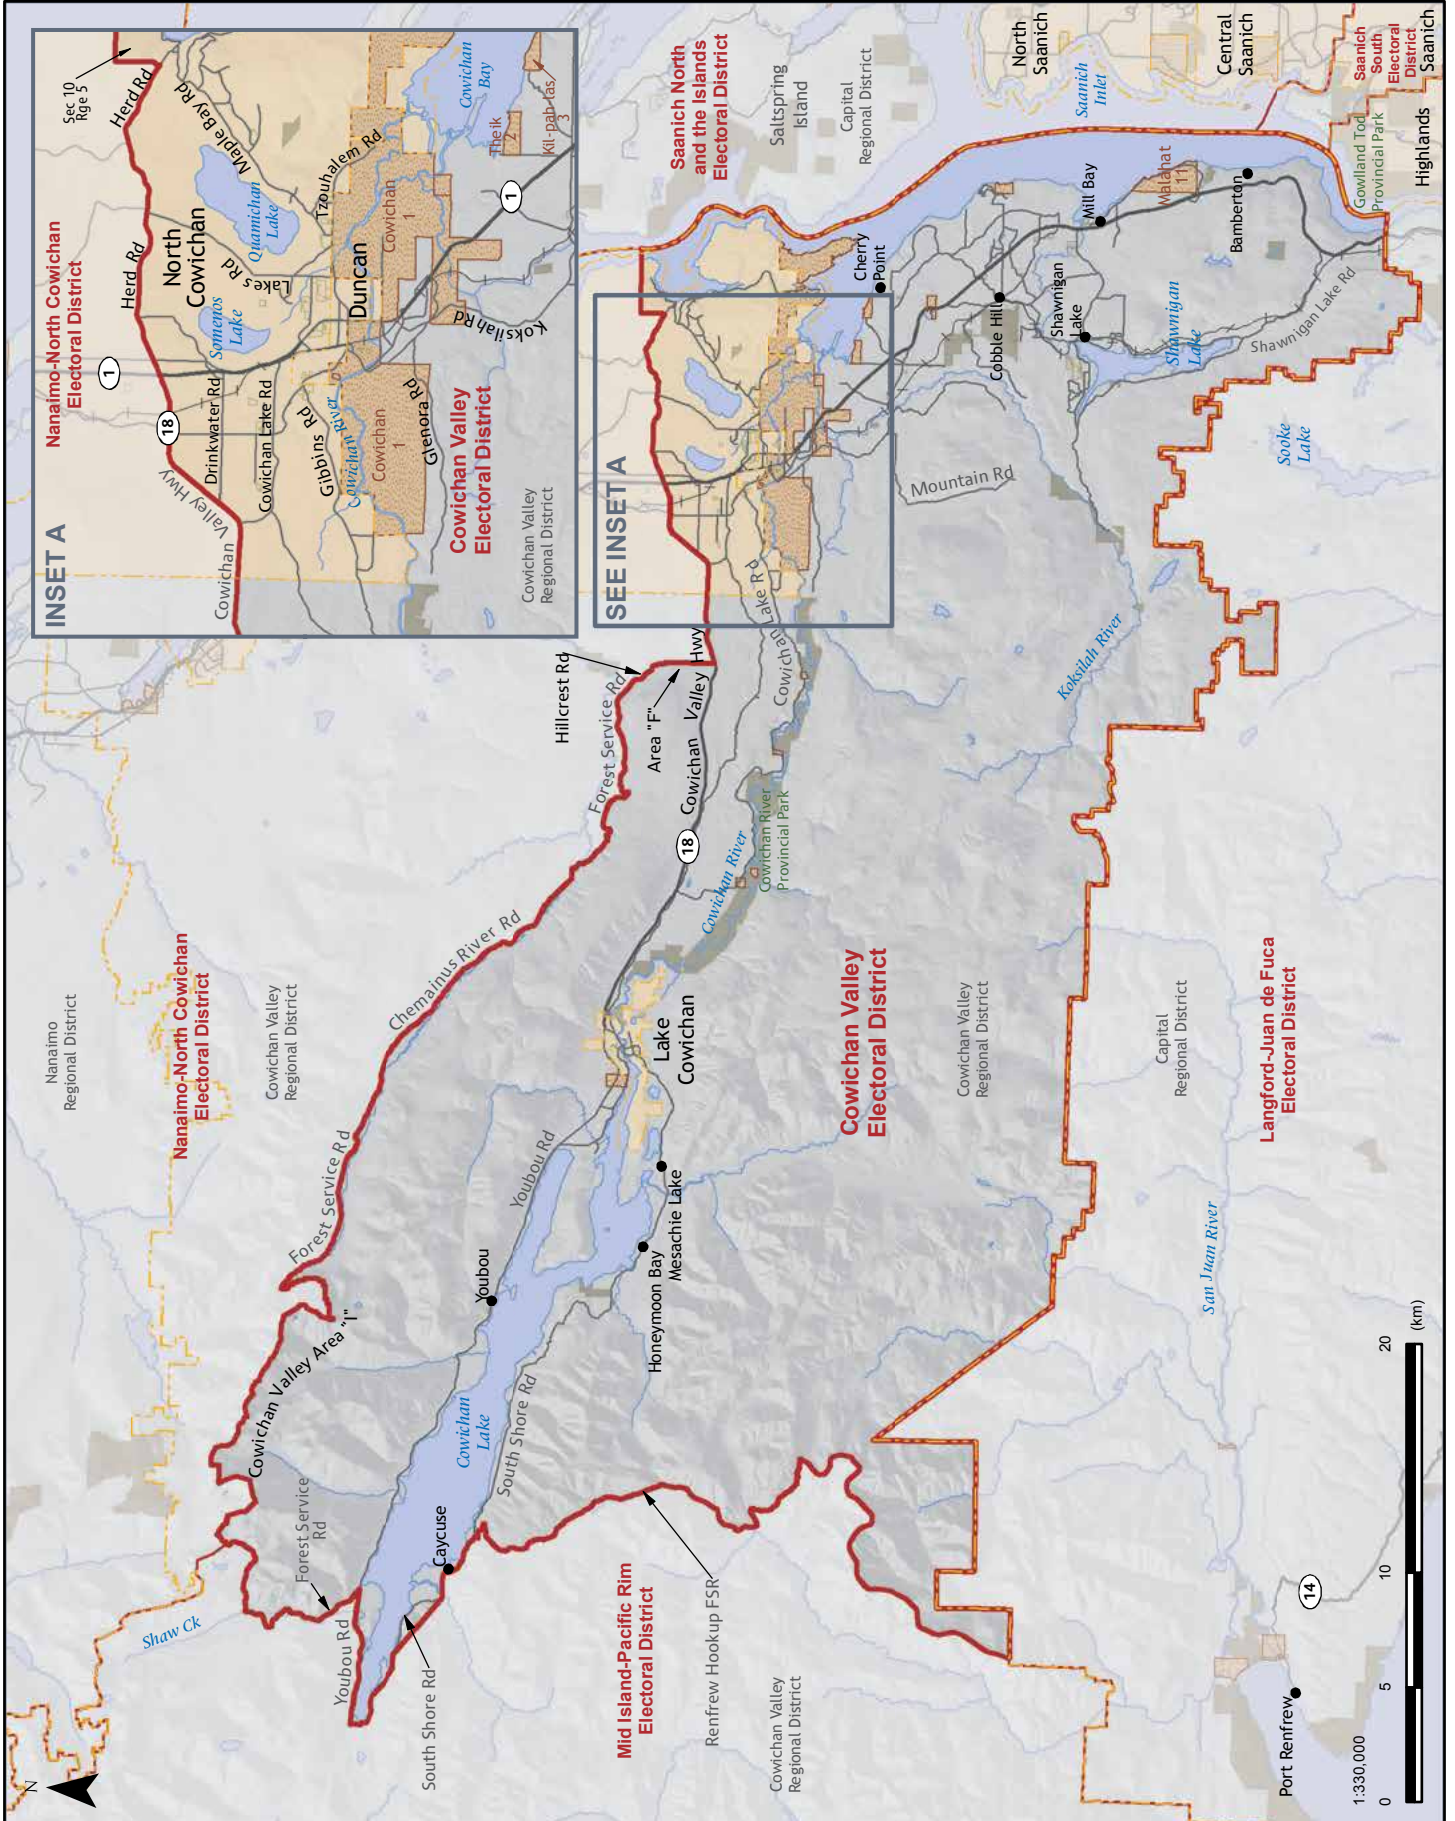 N
Shaw Ck
Nanaimo
Regional District
Nanaimo-North Cowichan
Electoral District
Cowichan Valley
Regional District
Forest Service
Rd
Youbou Rd
South Shore Rd
Cowichan Valley Area "I"
Forest Service Rd
Chemainus River Rd
Forest Service Rd
Hillcrest Rd
Area "F"
Cowichan Valley Hwy
18
Youbou
Youbou Rd
Cowichan
Lake
South Shore Rd
Caycuse
Honeymoon Bay
Mesachie Lake
Lake
Cowichan
Cowichan River
Cowichan River
Provincial Park
Cowichan Lake Rd
Mid Island-Pacific Rim
Electoral District
Renfrew Hookup FSR
Cowichan Valley
Regional District
Cowichan Valley
Electoral District
Cowichan Valley
Regional District
Capital
Regional District
Langford-Juan de Fuca
Electoral District
San Juan River
Port Renfrew
14
1:330,000
0
5
10
20
(km)
Koksilah River
Mountain Rd
Sooke
Lake
Shawnigan Lake Rd
Shawnigan
Lake
Shawnigan
Lake
Cobble Hill
Cherry
Point
Mill Bay
Malahat
11
Bamberton
Gowlland Tod
Provincial Park
Highlands
Saanich
Saanich
South
Electoral
District
Central
Saanich
North
Saanich
Saanich
Inlet
Saanich North
and the Islands
Electoral District
Saltspring
Island
Capital
Regional District
SEE INSET A
INSET A
Nanaimo-North Cowichan
Electoral District
Sec 10
Rge 5
Herd Rd
Herd Rd
Maple Bay Rd
North
Cowichan
Quamichan
Lake
Somenos
Lake
Lakes Rd
Tzouhalem Rd
Cowichan
Bay
Theik
2
Kil-pah-las
3
1
1
18
Cowichan Valley Hwy
Drinkwater Rd
Cowichan Lake Rd
Gibbins Rd
Cowichan River
Duncan
Cowichan
1
Cowichan
1
Glenora Rd
Koksilah Rd
Cowichan Valley
Electoral District
Cowichan Valley
Regional District